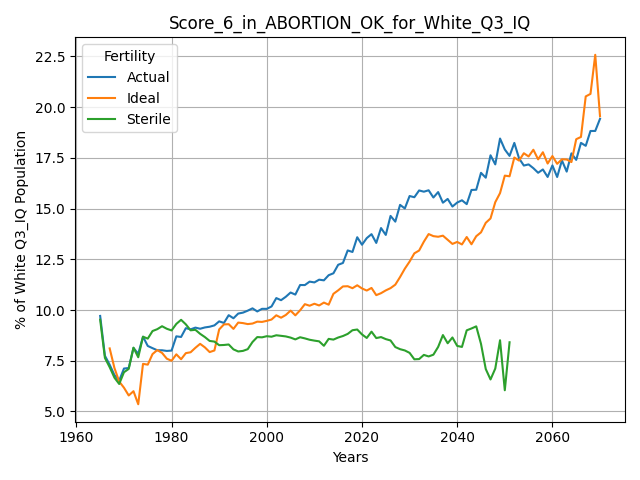 Score_6_in_ABORTION_OK_for_White_Q3_IQ
Fertility
Actual
Ideal
Sterile
% of White Q3_IQ Population
22.5
20.0
17.5
15.0
12.5
10.0
7.5
5.0
1960 1980 2000 2020 2040 2060
Years